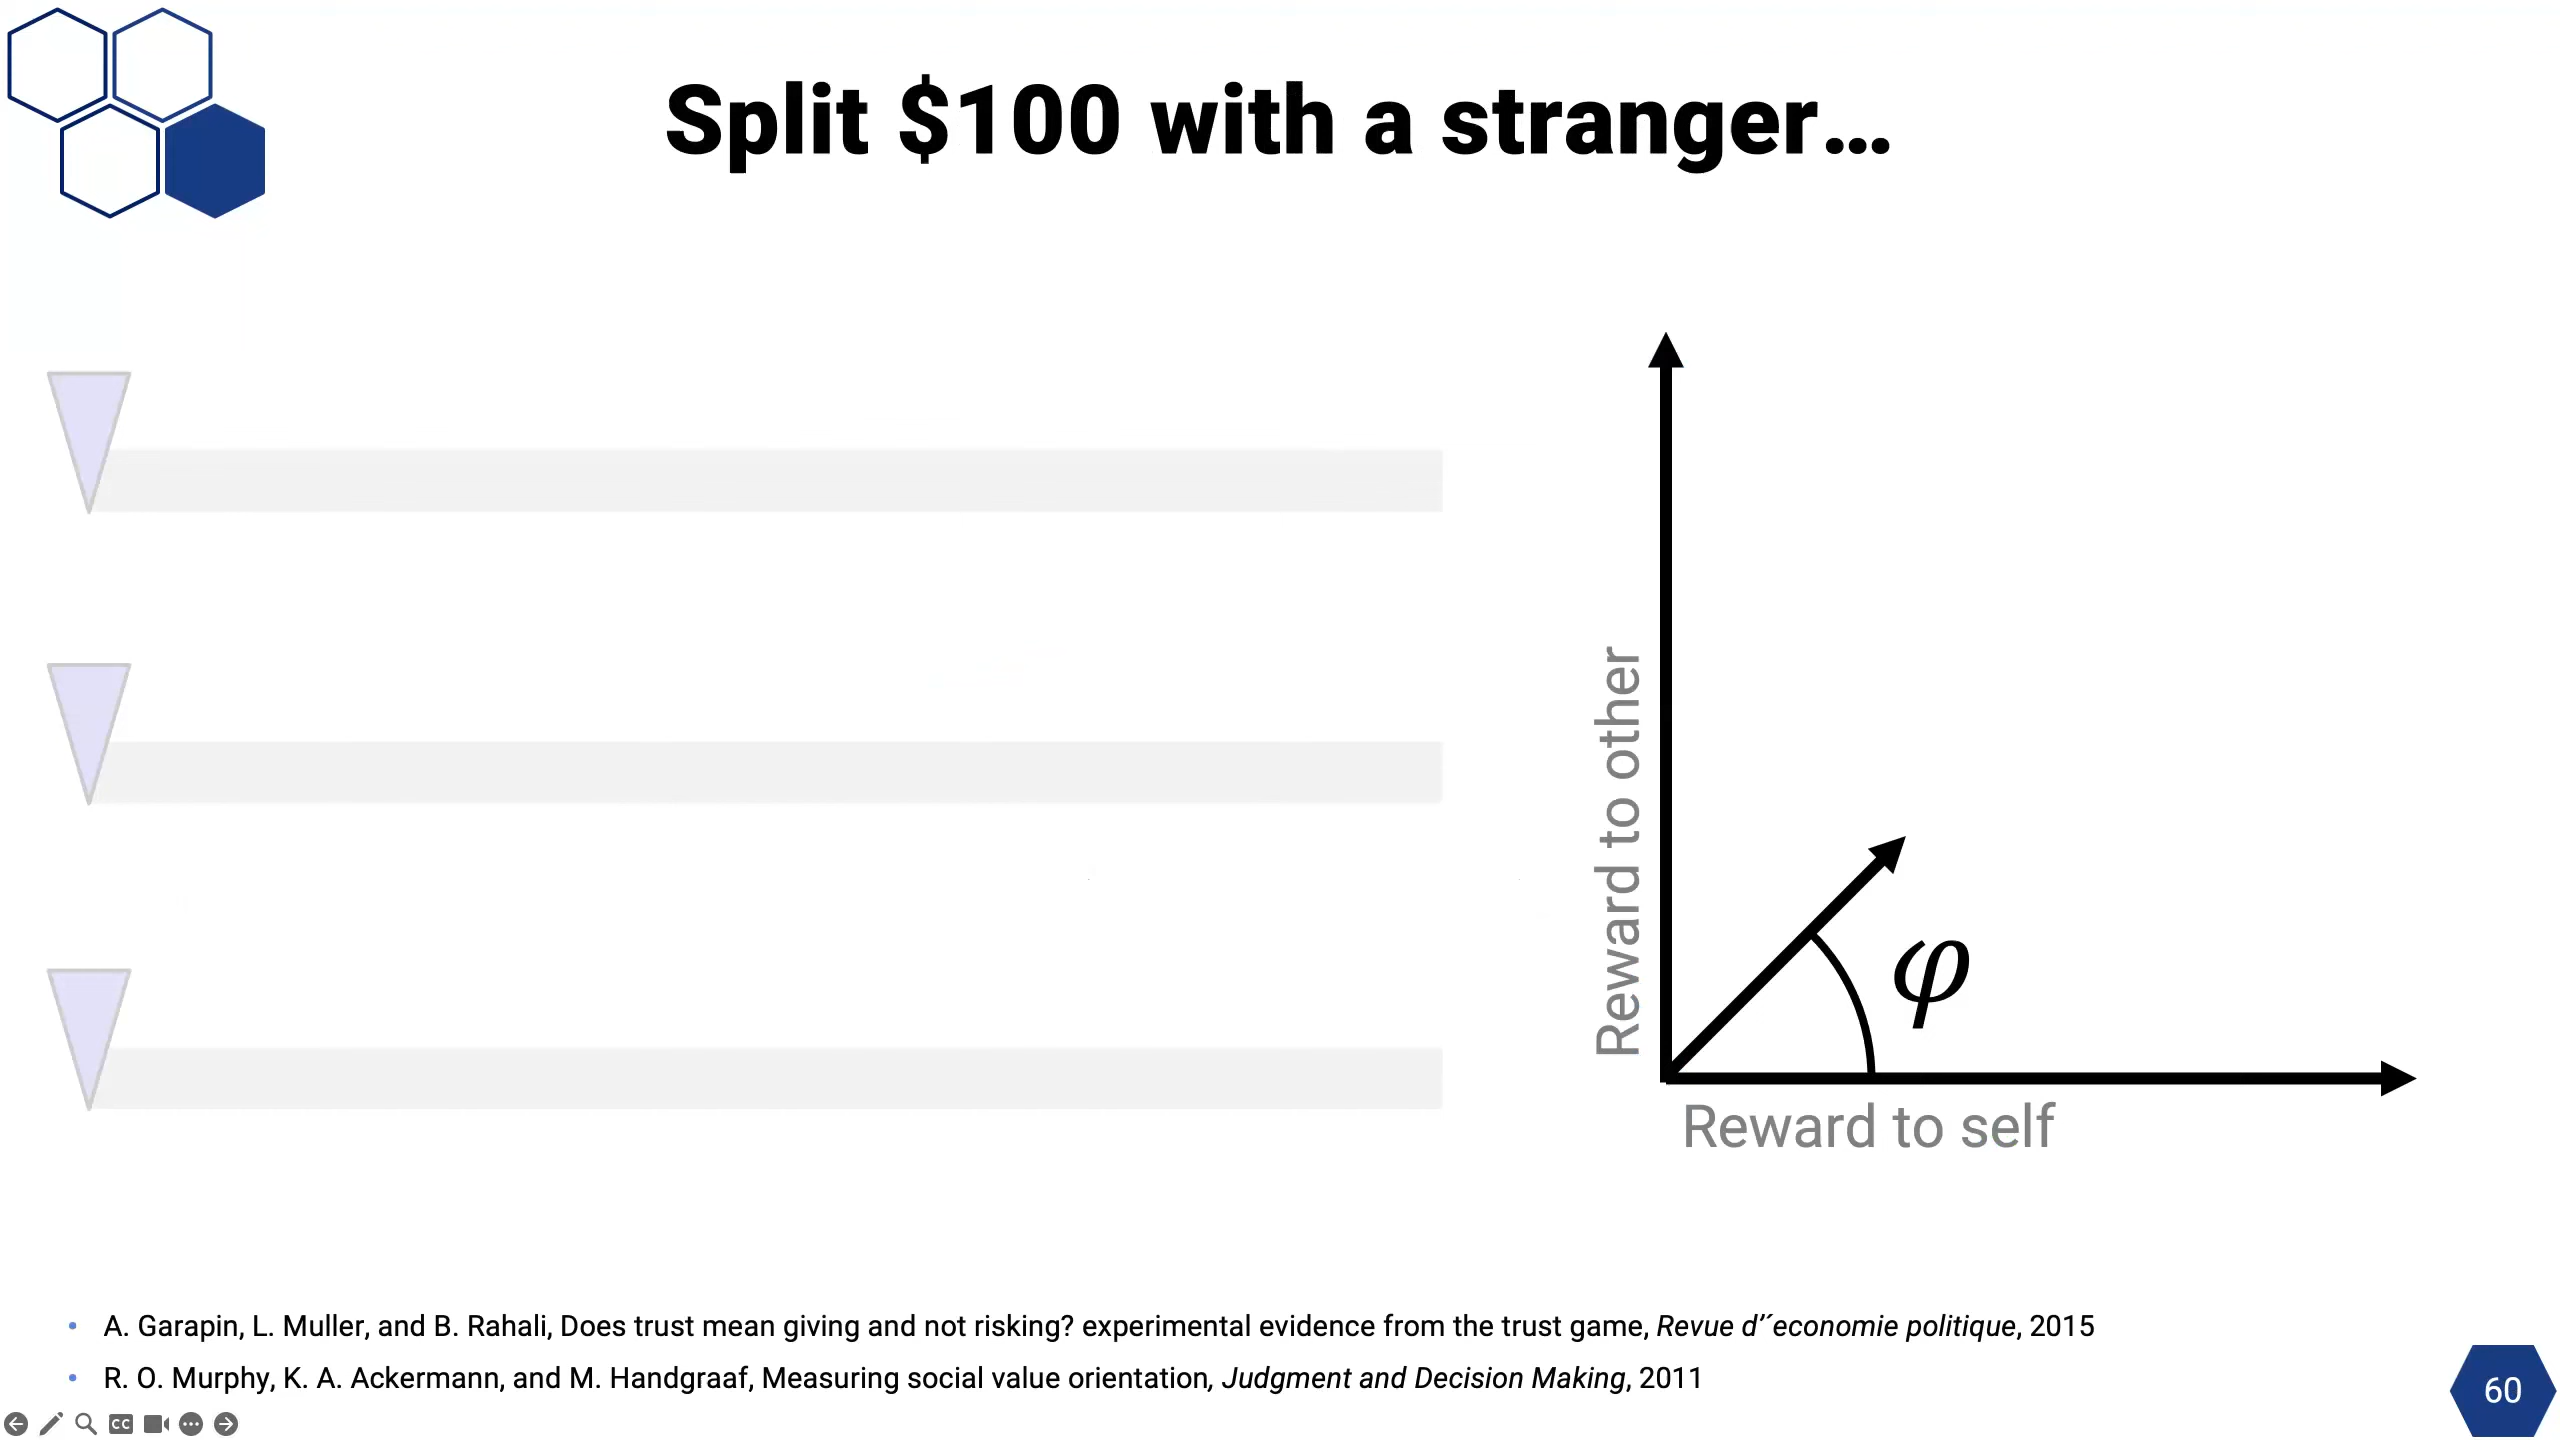 Split $100 with a stranger…
Reward to other
φ
Reward to self
• A. Garapin, L. Muller, and B. Rahali, Does trust mean giving and not risking? experimental evidence from the trust game, Revue d’´economie politique, 2015
• R. O. Murphy, K. A. Ackermann, and M. Handgraaf, Measuring social value orientation, Judgment and Decision Making, 2011
60
CC